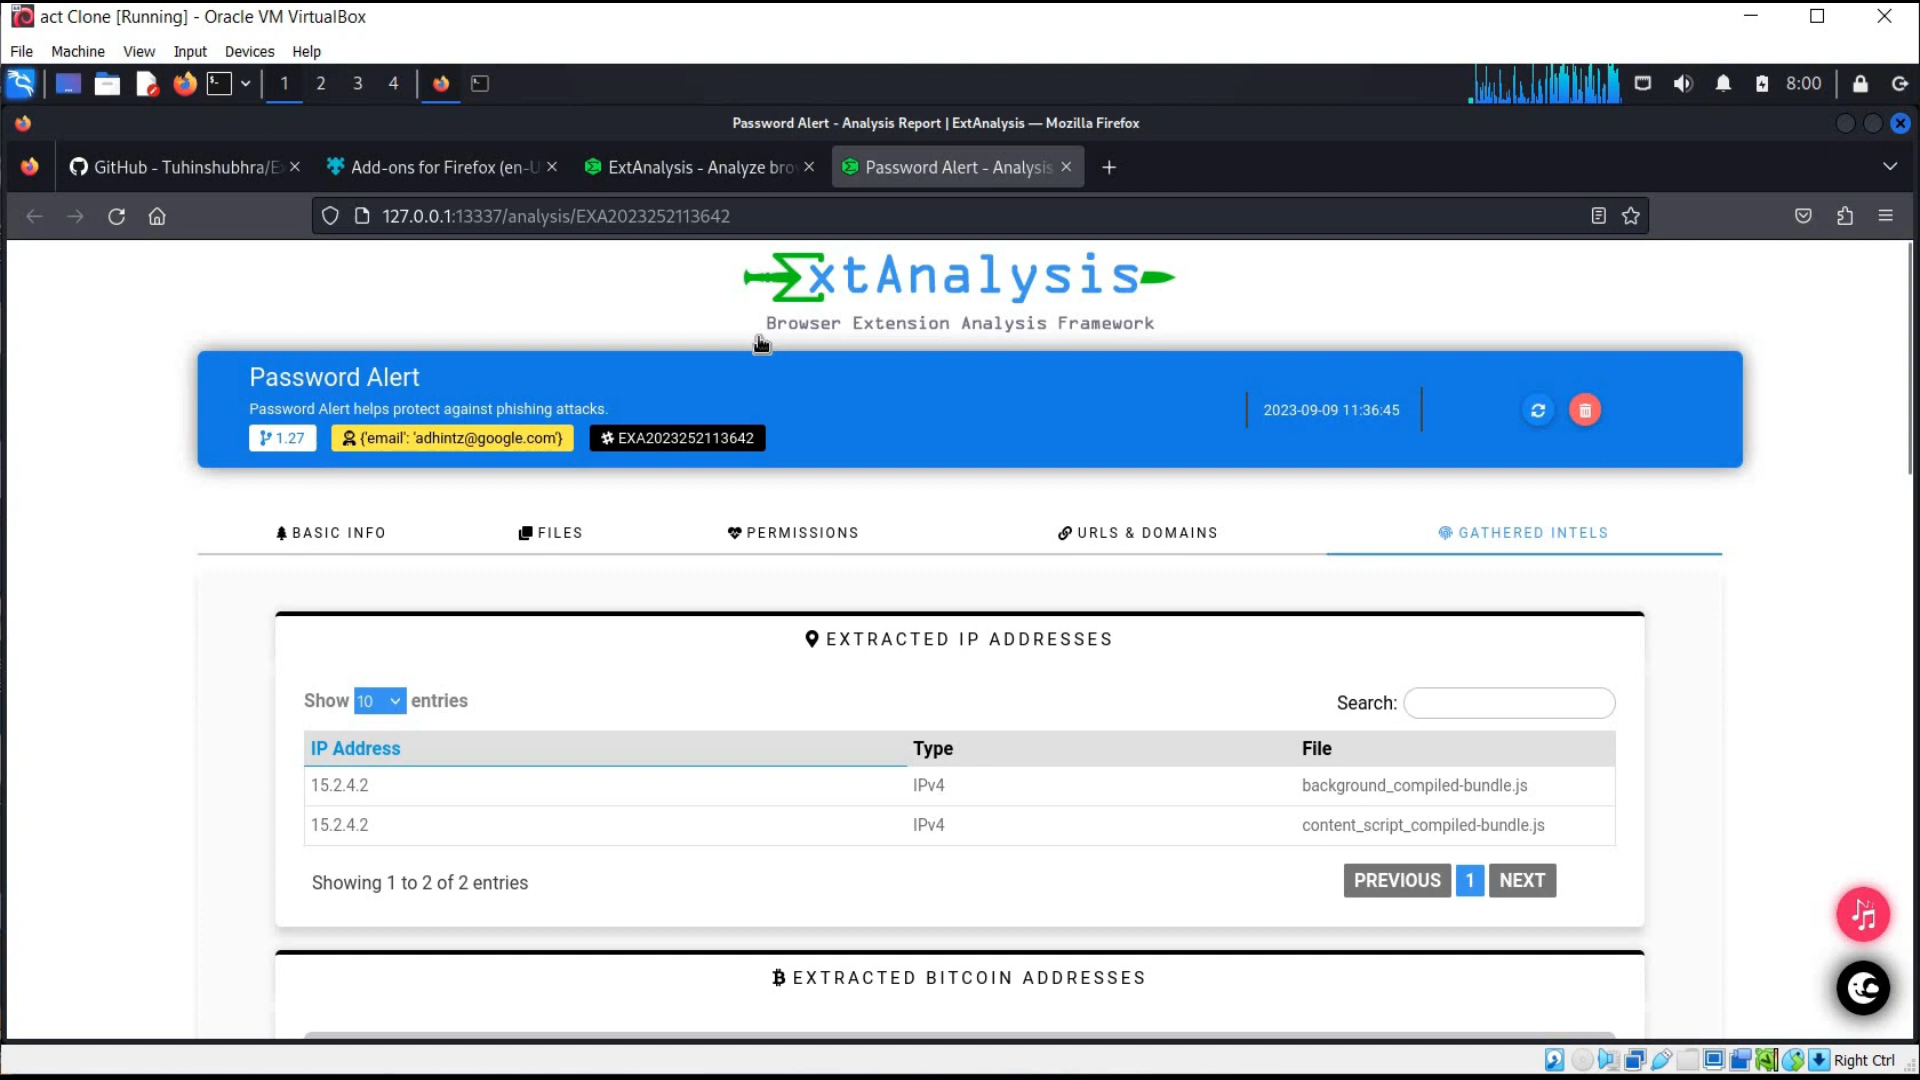 act Clone [Running] - Oracle VM VirtualBox
File Machine View Input Devices Help
1 2 3 4 8:00
Password Alert - Analysis Report | ExtAnalysis — Mozilla Firefox
GitHub - Tuhinshubhra/Ex Add-ons for Firefox (en-U ExtAnalysis - Analyze bro Password Alert - Analysis
127.0.0.1:13337/analysis/EXA2023252113642
ExtAnalysis
Browser Extension Analysis Framework
Password Alert
Password Alert helps protect against phishing attacks.
2023-09-09 11:36:45
1.27 {'email': 'adhintz@google.com'} EXA2023252113642
BASIC INFO FILES PERMISSIONS URLS & DOMAINS GATHERED INTELS
EXTRACTED IP ADDRESSES
Show 10 entries Search:
IP Address Type File
15.2.4.2 IPv4 background_compiled-bundle.js
15.2.4.2 IPv4 content_script_compiled-bundle.js
Showing 1 to 2 of 2 entries PREVIOUS 1 NEXT
EXTRACTED BITCOIN ADDRESSES
Right Ctrl